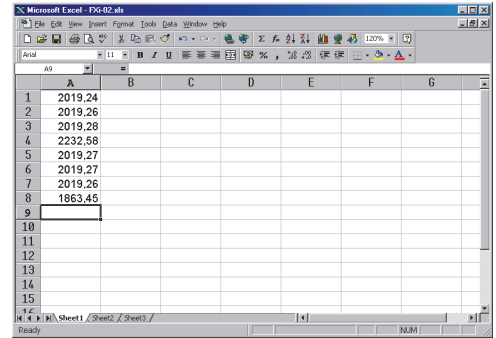 Microsoft Excel - FXi-02.xls
File Edit View Insert Format Tools Data Window Help
120%
Arial 11 B I U % ,
A9 =
A B C D E F G
1 2019,24
2 2019,26
3 2019,28
4 2232,58
5 2019,27
6 2019,27
7 2019,26
8 1863,45
9
10
11
12
13
14
15
16
Sheet1 / Sheet2 / Sheet3 /
Ready NUM